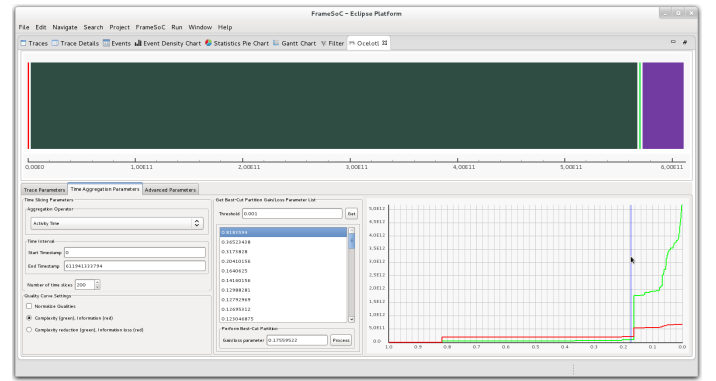 FrameSoC - Eclipse Platform
File Edit Navigate Search Project FrameSoC Run Window Help
Traces Trace Details Events Event Density Chart Statistics Pie Chart Gantt Chart Filter Ocelotl
0,00E0 1,00E11 2,00E11 3,00E11 4,00E11 5,00E11 6,00E11
Trace Parameters Time Aggregation Parameters Advanced Parameters
Time Slicing Parameters
Aggregation Operator
Activity Time
Time Interval
Start Timestamp 0
End Timestamp 611941333794
Number of time slices 200
Quality Curve Settings
Normalize Qualities
Complexity (green), Information (red)
Complexity reduction (green), Information loss (red)
Get Best-Cut Partition Gain/Loss Parameter List
Threshold 0.001 Get
0.8183594
0.16523438
0.20410156
0.1640625
0.14160156
0.12988281
0.12792969
0.12695312
0.123046875
Perform Best-Cut Partition
Gain/loss parameter 0.17559522 Process
5,0E12
4,5E12
4,0E12
3,5E12
3,0E12
2,5E12
2,0E12
1,5E12
1,0E12
5,0E11
0.0
1.0 0.9 0.8 0.7 0.6 0.5 0.4 0.3 0.2 0.1 0.0